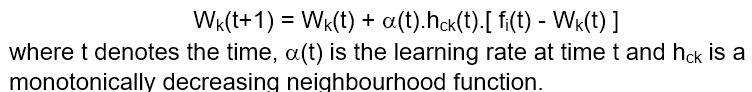 Wk(t+1) = Wk(t) + α(t).hck(t).[ fi(t) - Wk(t) ]
where t denotes the time, α(t) is the learning rate at time t and hck is a
monotonically decreasing neighbourhood function.